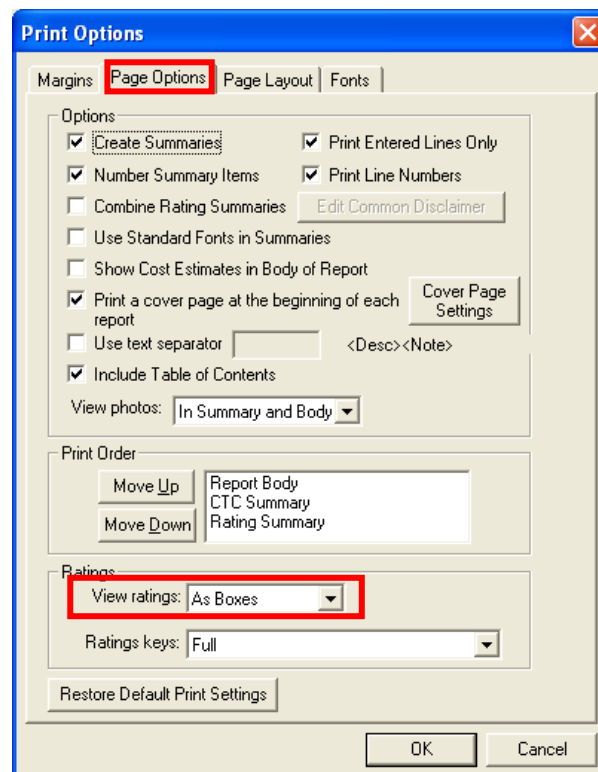 Print Options
Margins Page Options Page Layout Fonts
Options
Create Summaries Print Entered Lines Only
Number Summary Items Print Line Numbers
Combine Rating Summaries Edit Common Disclaimer
Use Standard Fonts in Summaries
Show Cost Estimates in Body of Report
Print a cover page at the beginning of each
report
Cover Page
Settings
Use text separator <Desc><Note>
Include Table of Contents
View photos: In Summary and Body
Print Order
Move Up
Move Down
Report Body
CTC Summary
Rating Summary
Ratings
View ratings: As Boxes
Ratings keys: Full
Restore Default Print Settings
OK Cancel